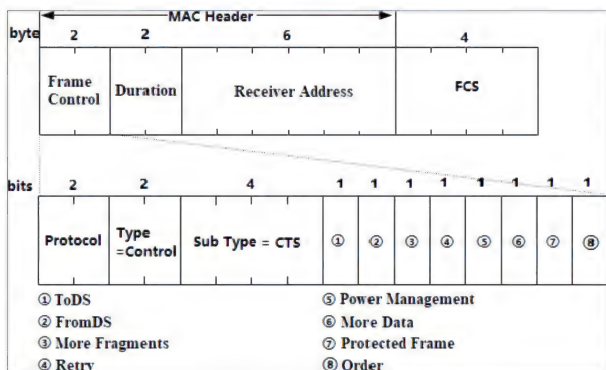 MAC Header
byte 2 2 6 4
Frame Control Duration Receiver Address FCS
bits 2 2 4 1 1 1 1 1 1 1 1
Protocol Type =Control Sub Type = CTS ① ② ③ ④ ⑤ ⑥ ⑦ ⑧
① ToDS ⑤ Power Management
② FromDS ⑥ More Data
③ More Fragments ⑦ Protected Frame
④ Retry ⑧ Order